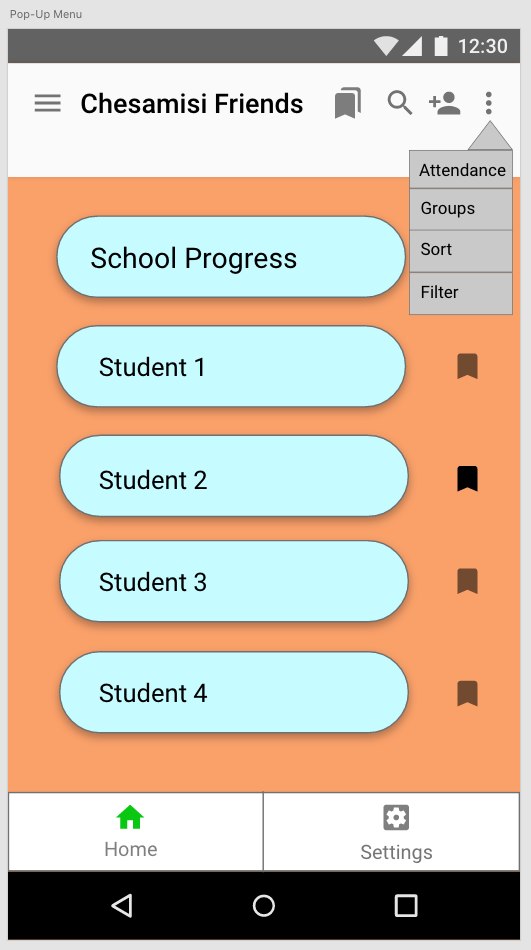 Pop-Up Menu
12:30
Chesamisi Friends
Attendance
Groups
Sort
Filter
School Progress
Student 1
Student 2
Student 3
Student 4
Home
Settings